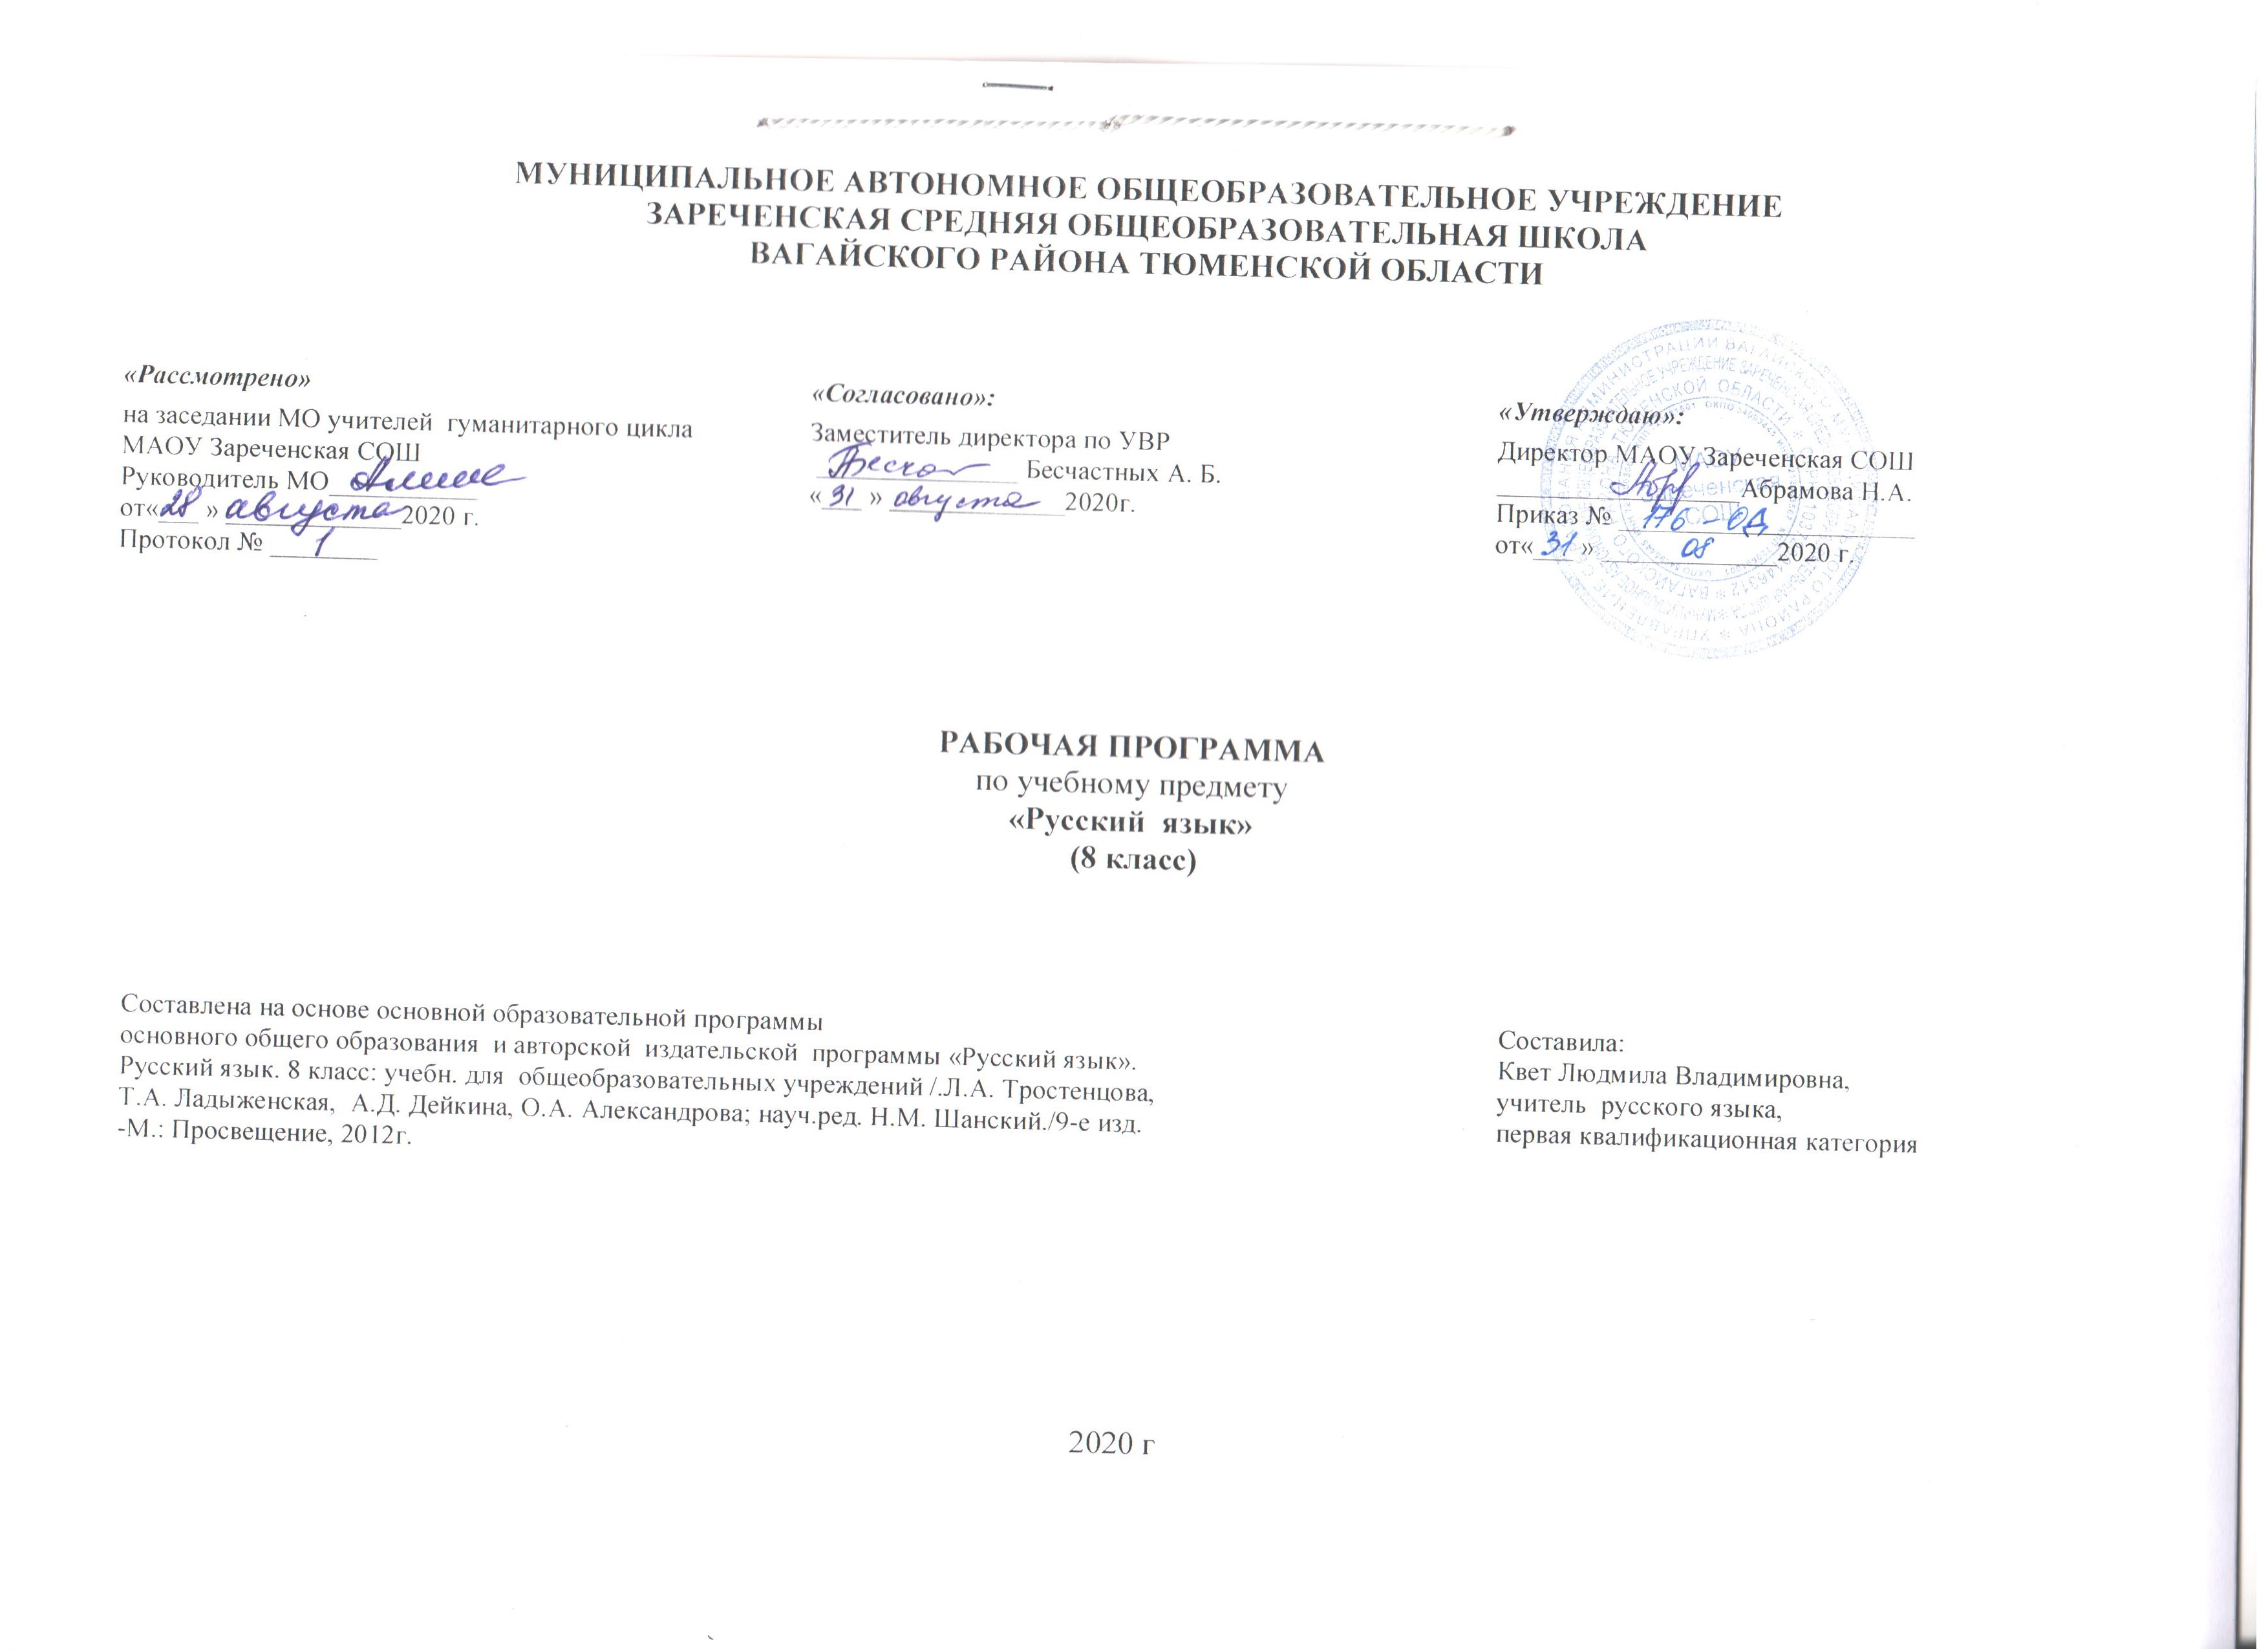 МУНИЦИПАЛЬНОЕ АВТОНОМНОЕ ОБЩЕОБРАЗОВАТЕЛЬНОЕ УЧРЕЖДЕНИЕ
ЗАРЕЧЕНСКАЯ СРЕДНЯЯ ОБЩЕОБРАЗОВАТЕЛЬНАЯ ШКОЛА
ВАГАЙСКОГО РАЙОНА ТЮМЕНСКОЙ ОБЛАСТИ
«Рассмотрено»
на заседании МО учителей гуманитарного цикла
МАОУ Зареченская СОШ
Руководитель МО
от«28 » августа 2020 г.
Протокол № 1
«Согласовано»:
Заместитель директора по УВР
Бесчастных А. Б.
« 31 » августа 2020г.
«Утверждаю»:
Директор МАОУ Зареченская СОШ
Абрамова Н.А.
Приказ № 176-ОД
от« 31 » 08 2020 г.
РАБОЧАЯ ПРОГРАММА
по учебному предмету
«Русский язык»
(8 класс)
Составлена на основе основной образовательной программы
основного общего образования и авторской издательской программы «Русский язык».
Русский язык. 8 класс: учебн. для общеобразовательных учреждений /.Л.А. Тростенцова,
Т.А. Ладыженская, А.Д. Дейкина, О.А. Александрова; науч.ред. Н.М. Шанский./9-е изд.
-М.: Просвещение, 2012г.
Составила:
Квет Людмила Владимировна,
учитель русского языка,
первая квалификационная категория
2020 г